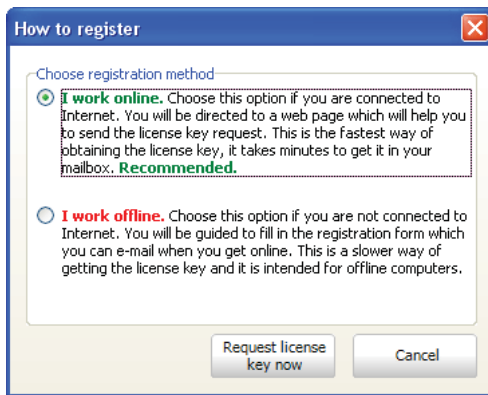 How to register
Choose registration method
I work online. Choose this option if you are connected to
Internet. You will be directed to a web page which will help you
to send the license key request. This is the fastest way of
obtaining the license key, it takes minutes to get it in your
mailbox. Recommended.
I work offline. Choose this option if you are not connected to
Internet. You will be guided to fill in the registration form which
you can e-mail when you get online. This is a slower way of
getting the license key and it is intended for offline computers.
Request license
key now
Cancel